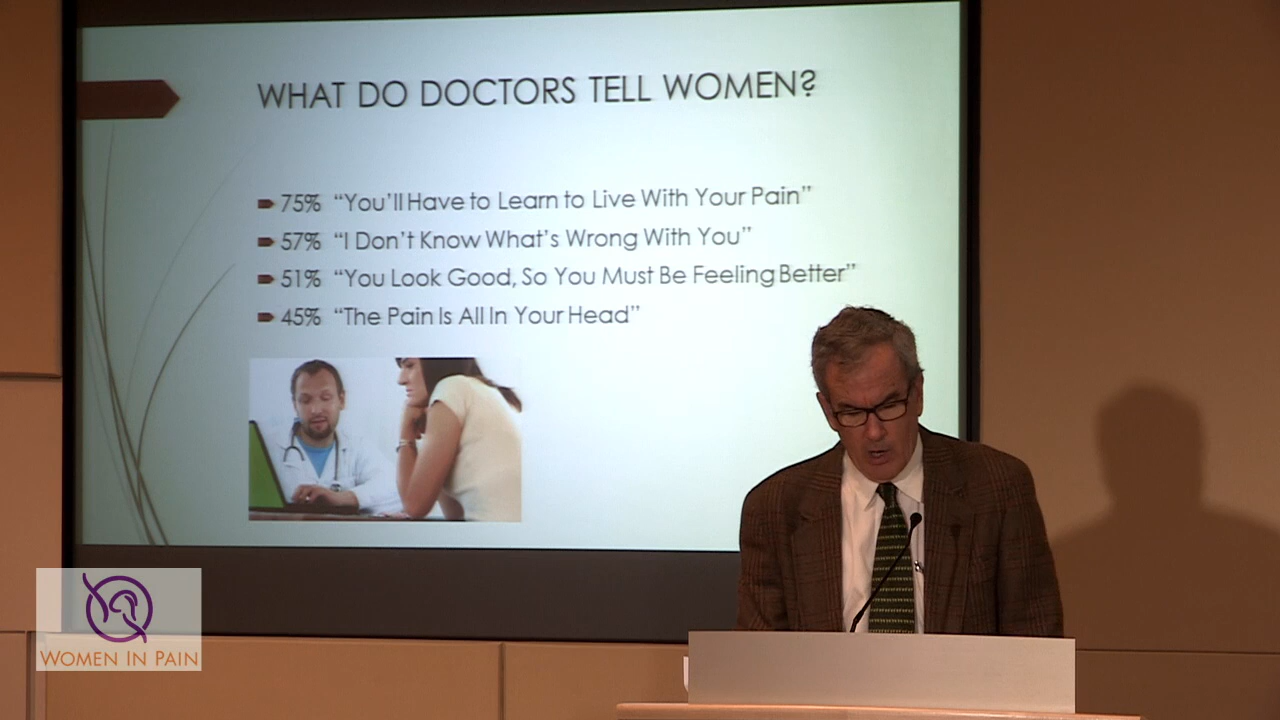 WHAT DO DOCTORS TELL WOMEN?
75% “You’ll Have to Learn to Live With Your Pain”
57% “I Don’t Know What’s Wrong With You”
51% “You Look Good, So You Must Be Feeling Better”
45% “The Pain Is All In Your Head”
WOMEN IN PAIN